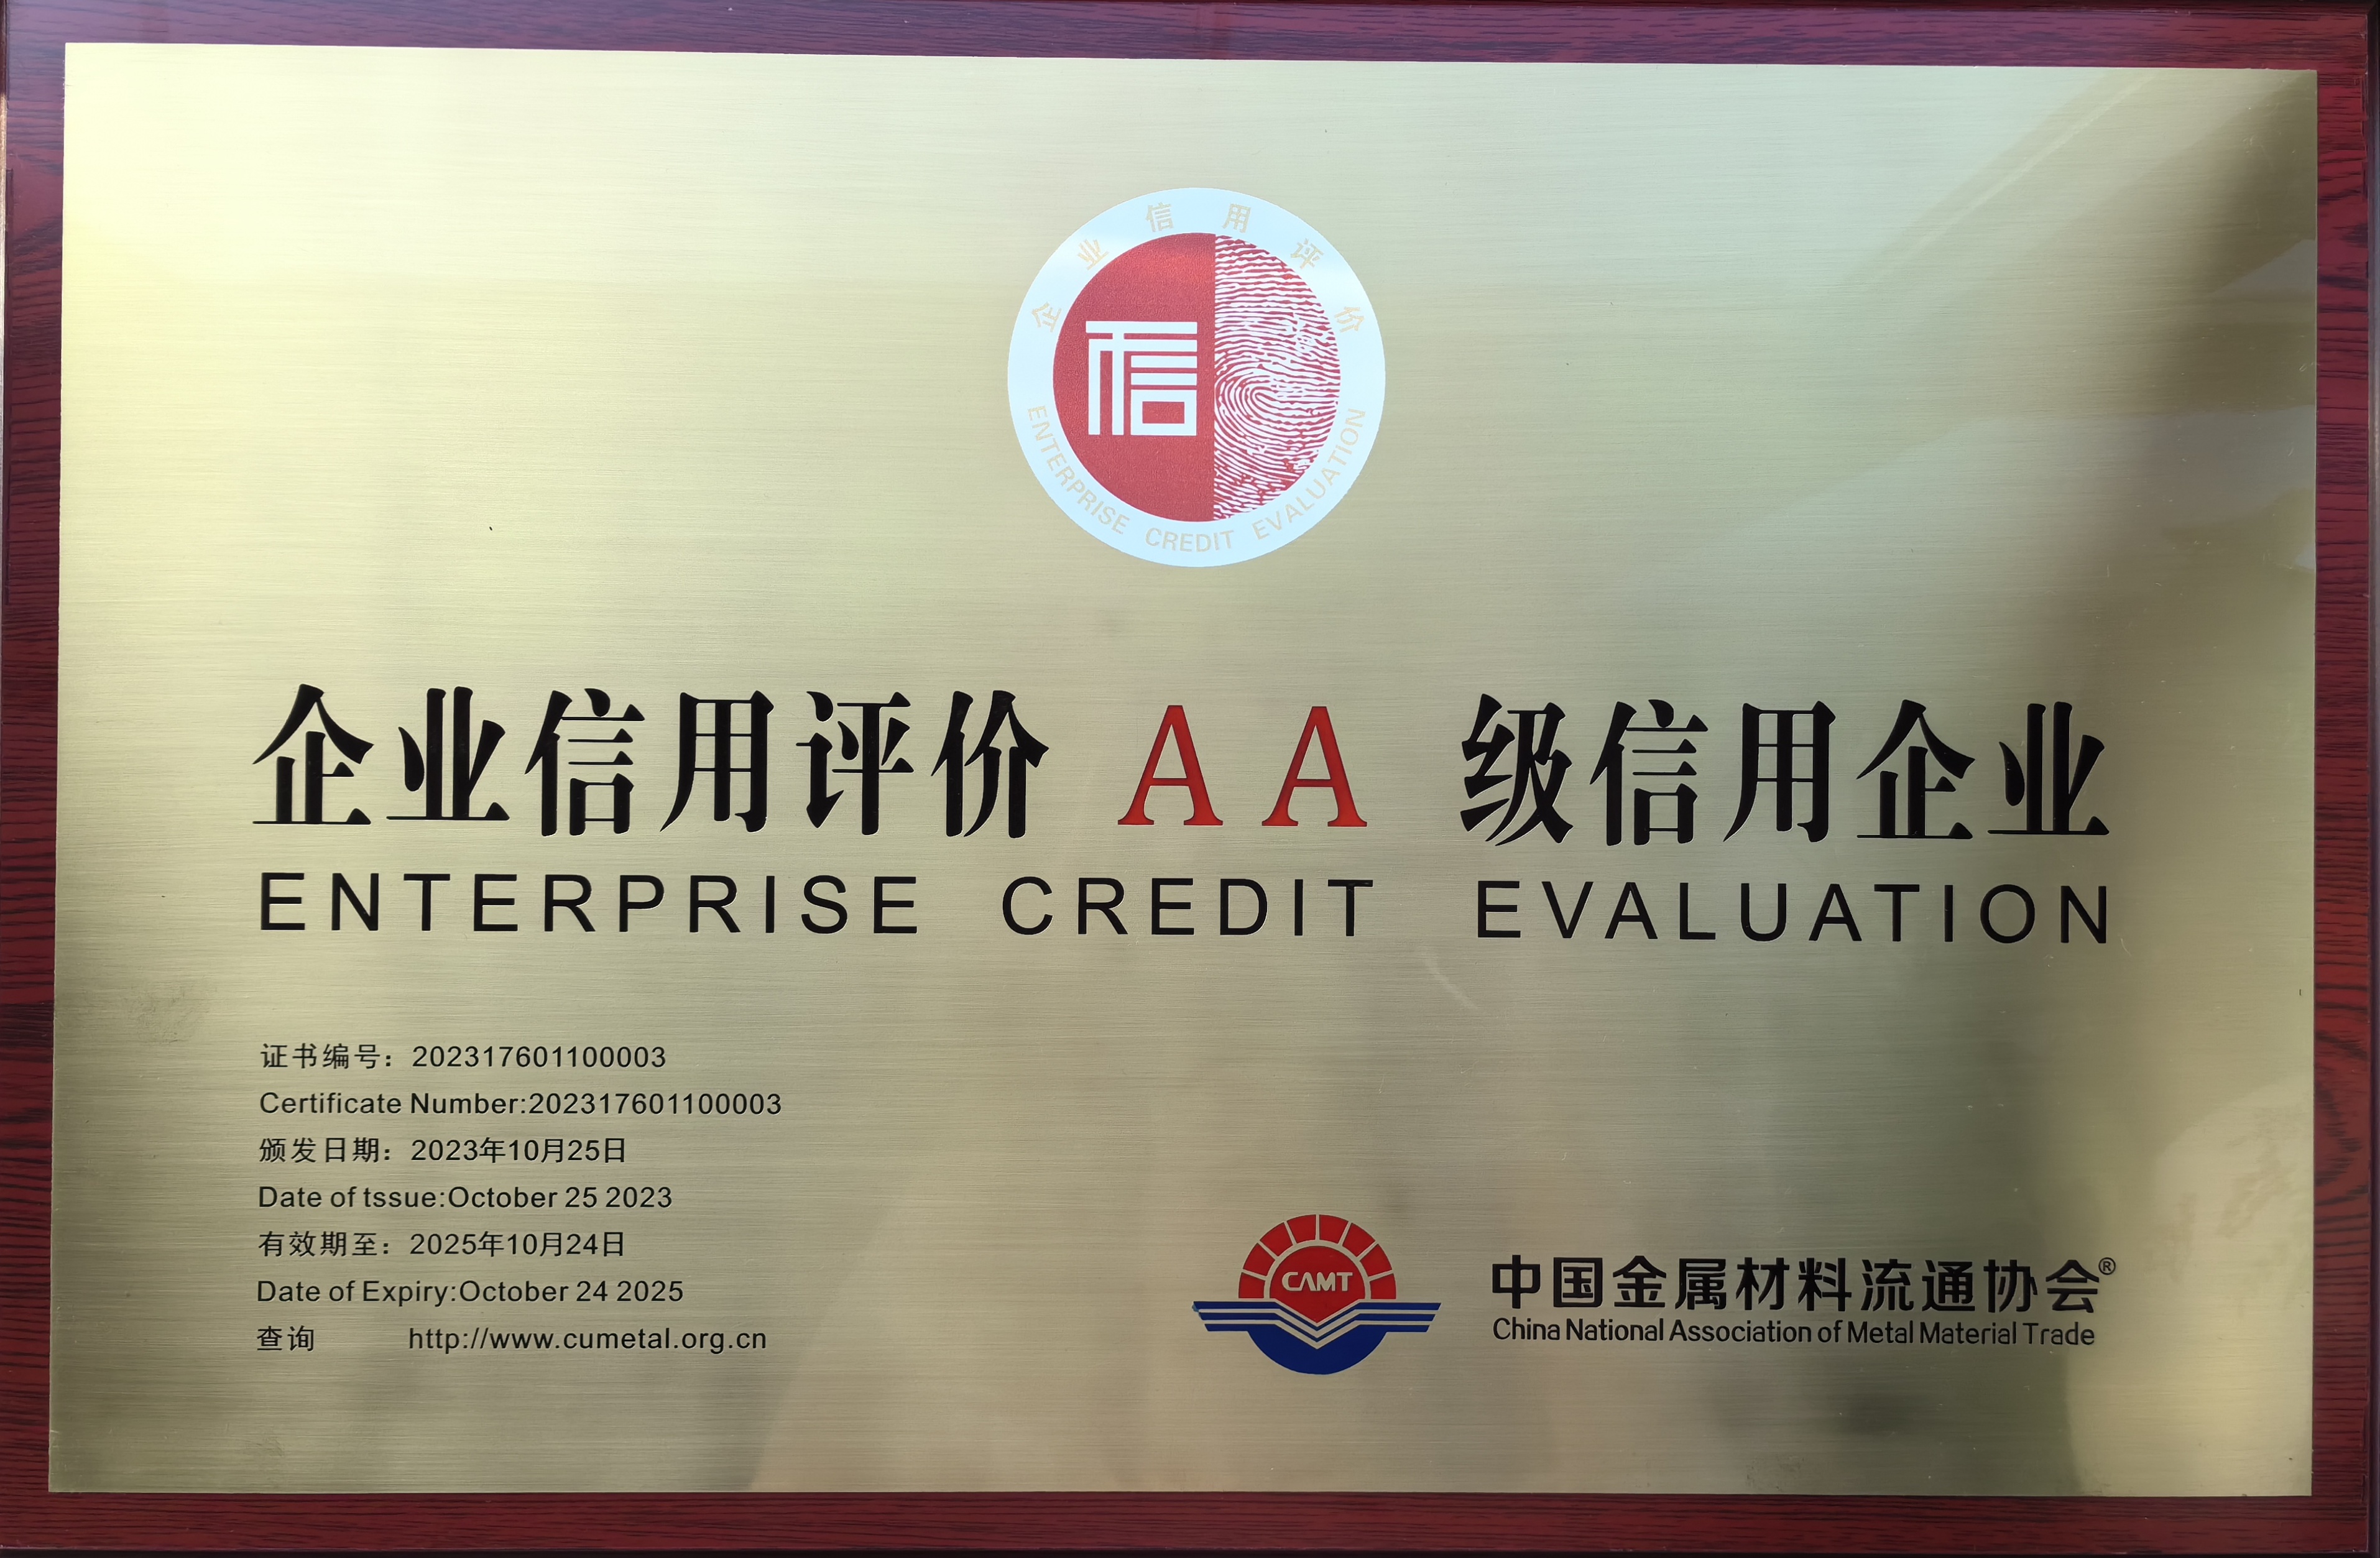 企业信用评价
信
ENTERPRISE CREDIT EVALUATION
企业信用评价 AA 级信用企业
ENTERPRISE CREDIT EVALUATION
证书编号：202317601100003
Certificate Number:202317601100003
颁发日期：2023年10月25日
Date of tssue:October 25 2023
有效期至：2025年10月24日
Date of Expiry:October 24 2025
查询 http://www.cumetal.org.cn
CAMT
中国金属材料流通协会®
China National Association of Metal Material Trade